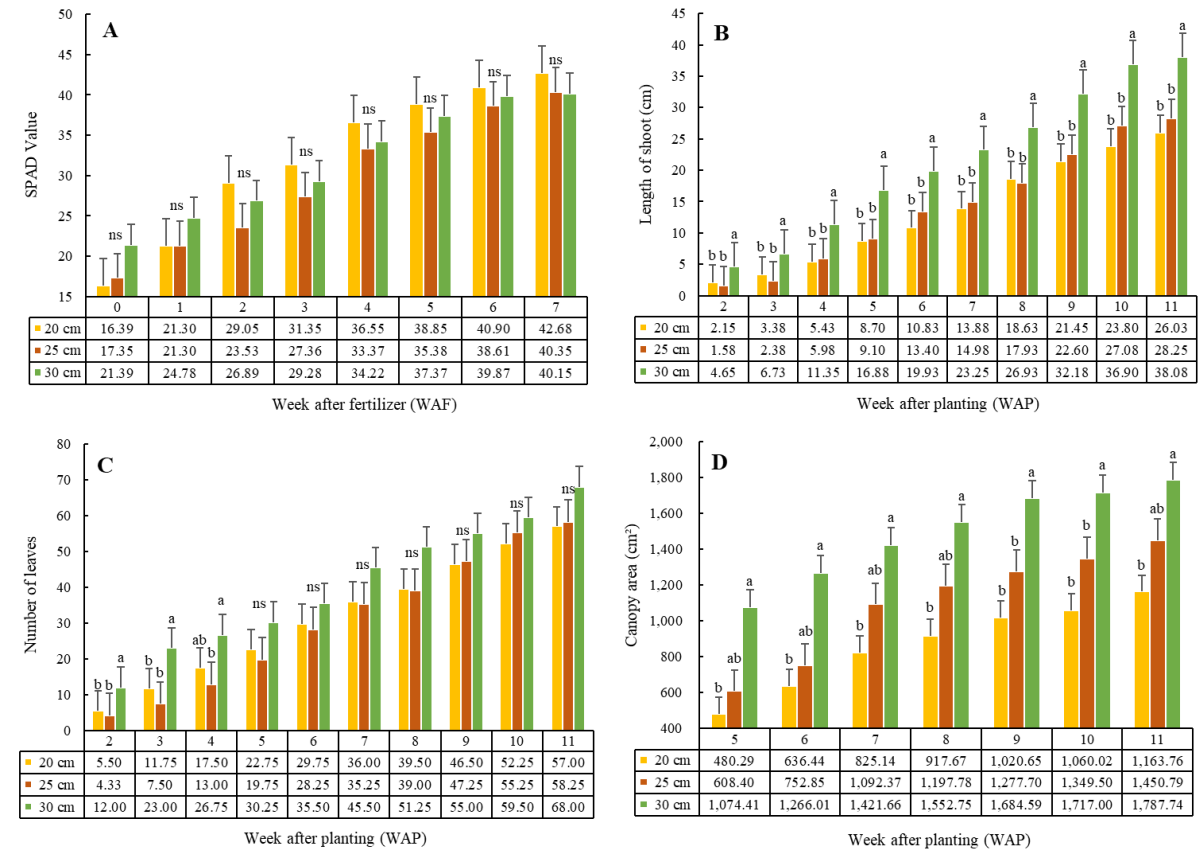 A
SPAD Value
50
45
40
35
30
25
20
15
ns ns ns ns ns ns ns ns
0 1 2 3 4 5 6 7
20 cm 16.39 21.30 29.05 31.35 36.55 38.85 40.90 42.68
25 cm 17.35 21.30 23.53 27.36 33.37 35.38 38.61 40.35
30 cm 21.39 24.78 26.89 29.28 34.22 37.37 39.87 40.15
Week after fertilizer (WAF)
B
Length of shoot (cm)
45
40
35
30
25
20
15
10
5
0
b b a b b a b b a b b a b b a b b a b b a b b a b b a b b a
2 3 4 5 6 7 8 9 10 11
20 cm 2.15 3.38 5.43 8.70 10.83 13.88 18.63 21.45 23.80 26.03
25 cm 1.58 2.38 5.98 9.10 13.40 14.98 17.93 22.60 27.08 28.25
30 cm 4.65 6.73 11.35 16.88 19.93 23.25 26.93 32.18 36.90 38.08
Week after planting (WAP)
C
Number of leaves
80
70
60
50
40
30
20
10
0
b b a b b a ab b a ns ns ns ns ns ns ns
2 3 4 5 6 7 8 9 10 11
20 cm 5.50 11.75 17.50 22.75 29.75 36.00 39.50 46.50 52.25 57.00
25 cm 4.33 7.50 13.00 19.75 28.25 35.25 39.00 47.25 55.25 58.25
30 cm 12.00 23.00 26.75 30.25 35.50 45.50 51.25 55.00 59.50 68.00
Week after planting (WAP)
D
Canopy area (cm²)
2,000
1,800
1,600
1,400
1,200
1,000
800
600
400
b ab a b ab a b ab a b ab a b b a b b a b ab a
5 6 7 8 9 10 11
20 cm 480.29 636.44 825.14 917.67 1,020.65 1,060.02 1,163.76
25 cm 608.40 752.85 1,092.37 1,197.78 1,277.70 1,349.50 1,450.79
30 cm 1,074.41 1,266.01 1,421.66 1,552.75 1,684.59 1,717.00 1,787.74
Week after planting (WAP)